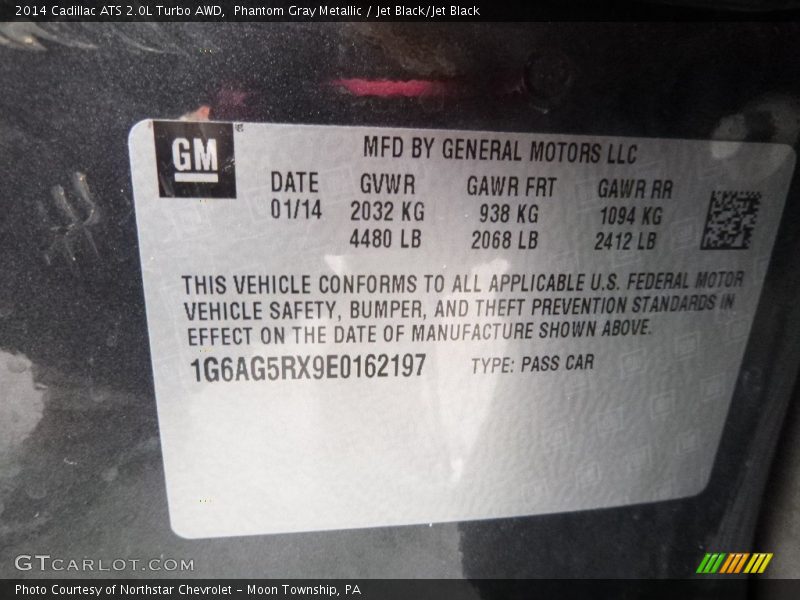 2014 Cadillac ATS 2.0L Turbo AWD, Phantom Gray Metallic / Jet Black/Jet Black
GM ®
MFD BY GENERAL MOTORS LLC
DATE GVWR GAWR FRT GAWR RR
01/14 2032 KG 938 KG 1094 KG
4480 LB 2068 LB 2412 LB
THIS VEHICLE CONFORMS TO ALL APPLICABLE U.S. FEDERAL MOTOR
VEHICLE SAFETY, BUMPER, AND THEFT PREVENTION STANDARDS IN
EFFECT ON THE DATE OF MANUFACTURE SHOWN ABOVE.
1G6AG5RX9E0162197 TYPE: PASS CAR
GTCARLOT.COM
Photo Courtesy of Northstar Chevrolet - Moon Township, PA